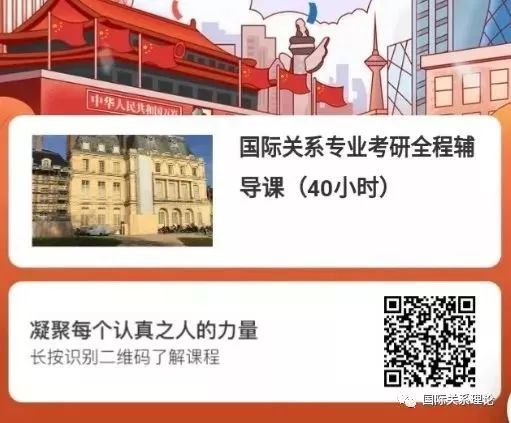 中华人民共和国万岁
国际关系专业考研全程辅
导课（40小时）
凝聚每个认真之人的力量
长按识别二维码了解课程
国际关系理论